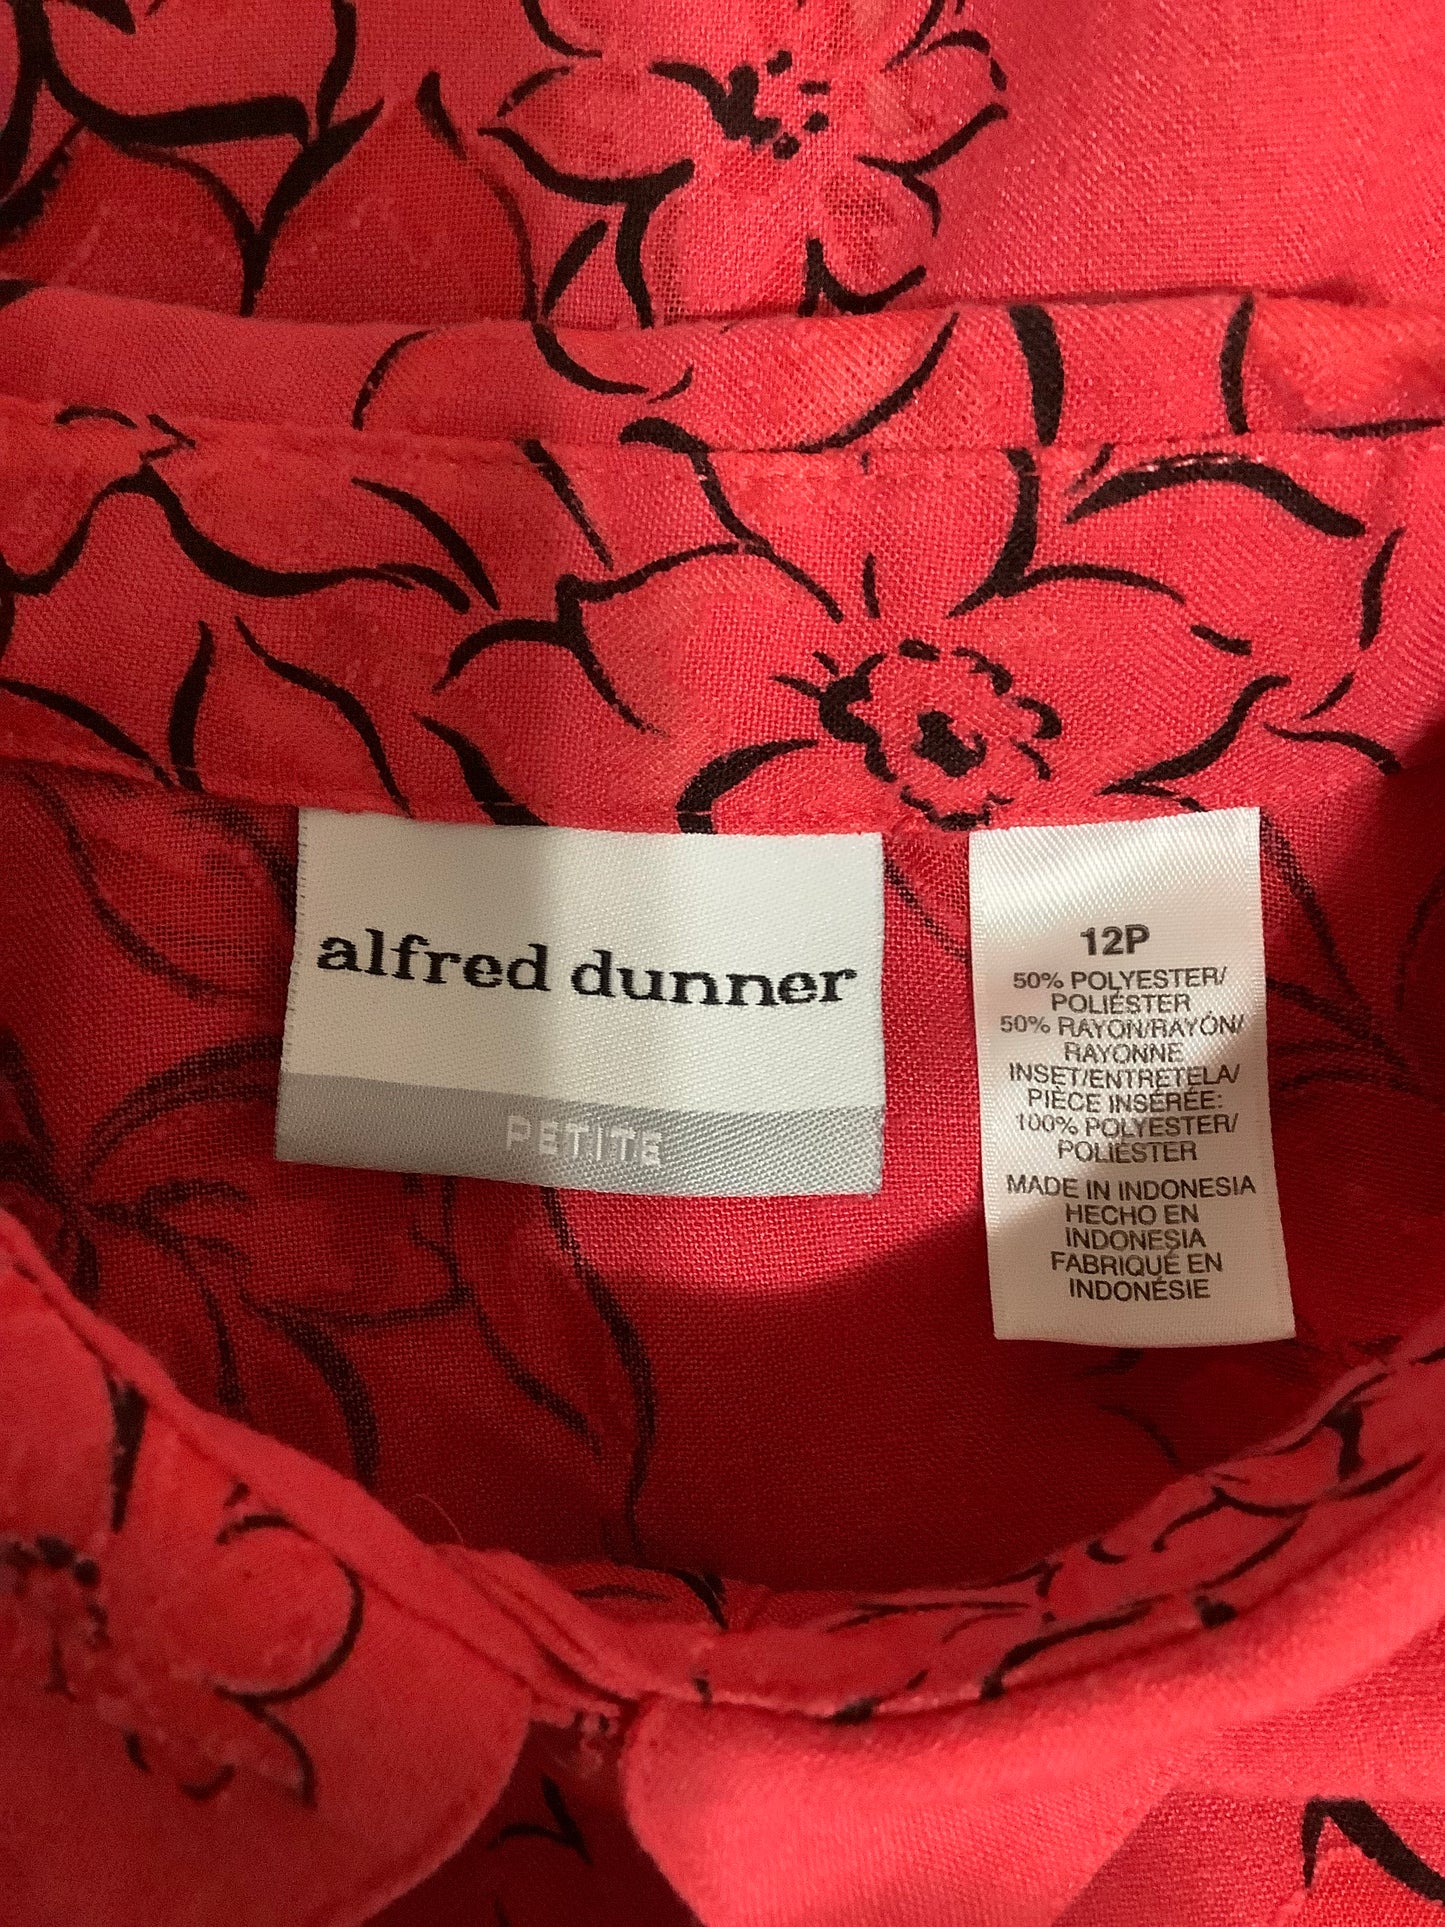 alfred dunner
PETITE
12P
50% POLYESTER/
POLIÉSTER
50% RAYON/RAYÓN/
RAYONNE
INSET/ENTRETELA/
PIÈCE INSÉRÉE:
100% POLYESTER/
POLIÉSTER
MADE IN INDONESIA
HECHO EN
INDONESIA
FABRIQUÉ EN
INDONÉSIE